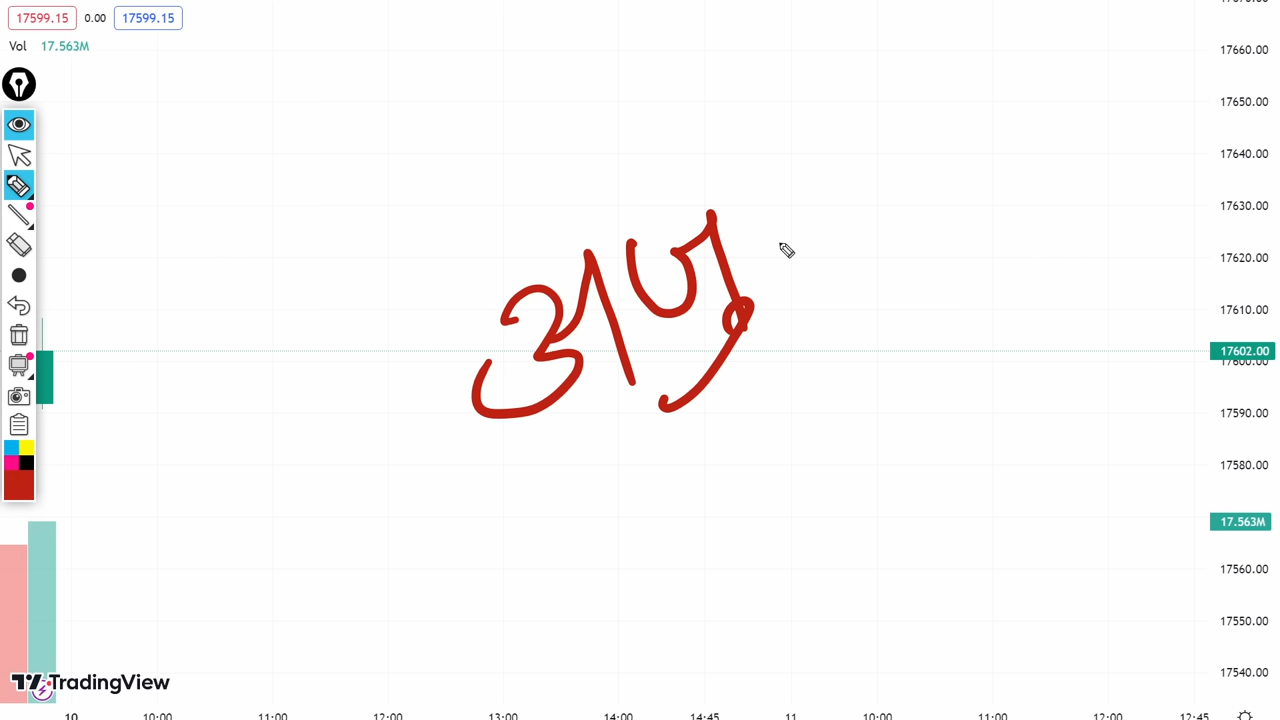 17599.15 0.00 17599.15
Vol 17.563M
17660.00
17650.00
17640.00
17630.00
17620.00
17610.00
17602.00
17600.00
17590.00
17580.00
17.563M
17560.00
17550.00
17540.00
TradingView
10 10:00 11:00 12:00 13:00 14:00 14:45 11 10:00 11:00 12:00 12:45